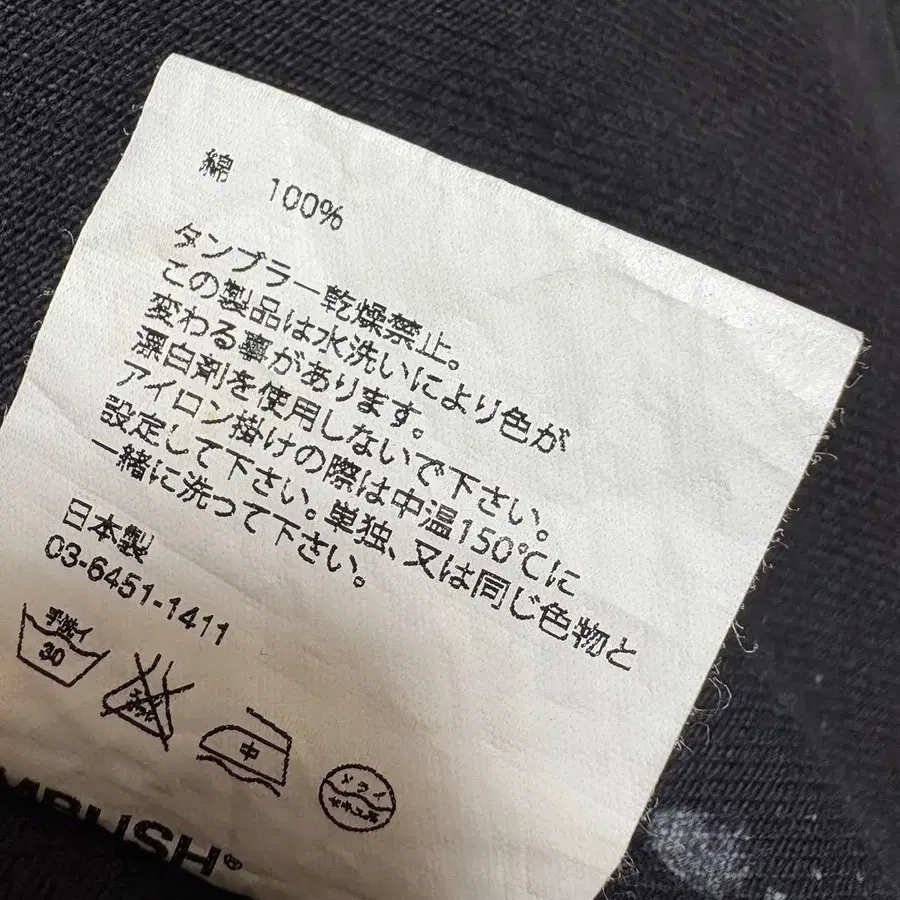 綿 100%
タンブラー乾燥禁止。
この製品は水洗いにより色が
変わる事があります。
漂白剤を使用しないで下さい。
アイロン掛けの際は中温150℃に
設定して下さい。単独、又は同じ色物と
一緒に洗って下さい。
日本製
03-6451-1411
手洗イ
30
中
ドライ